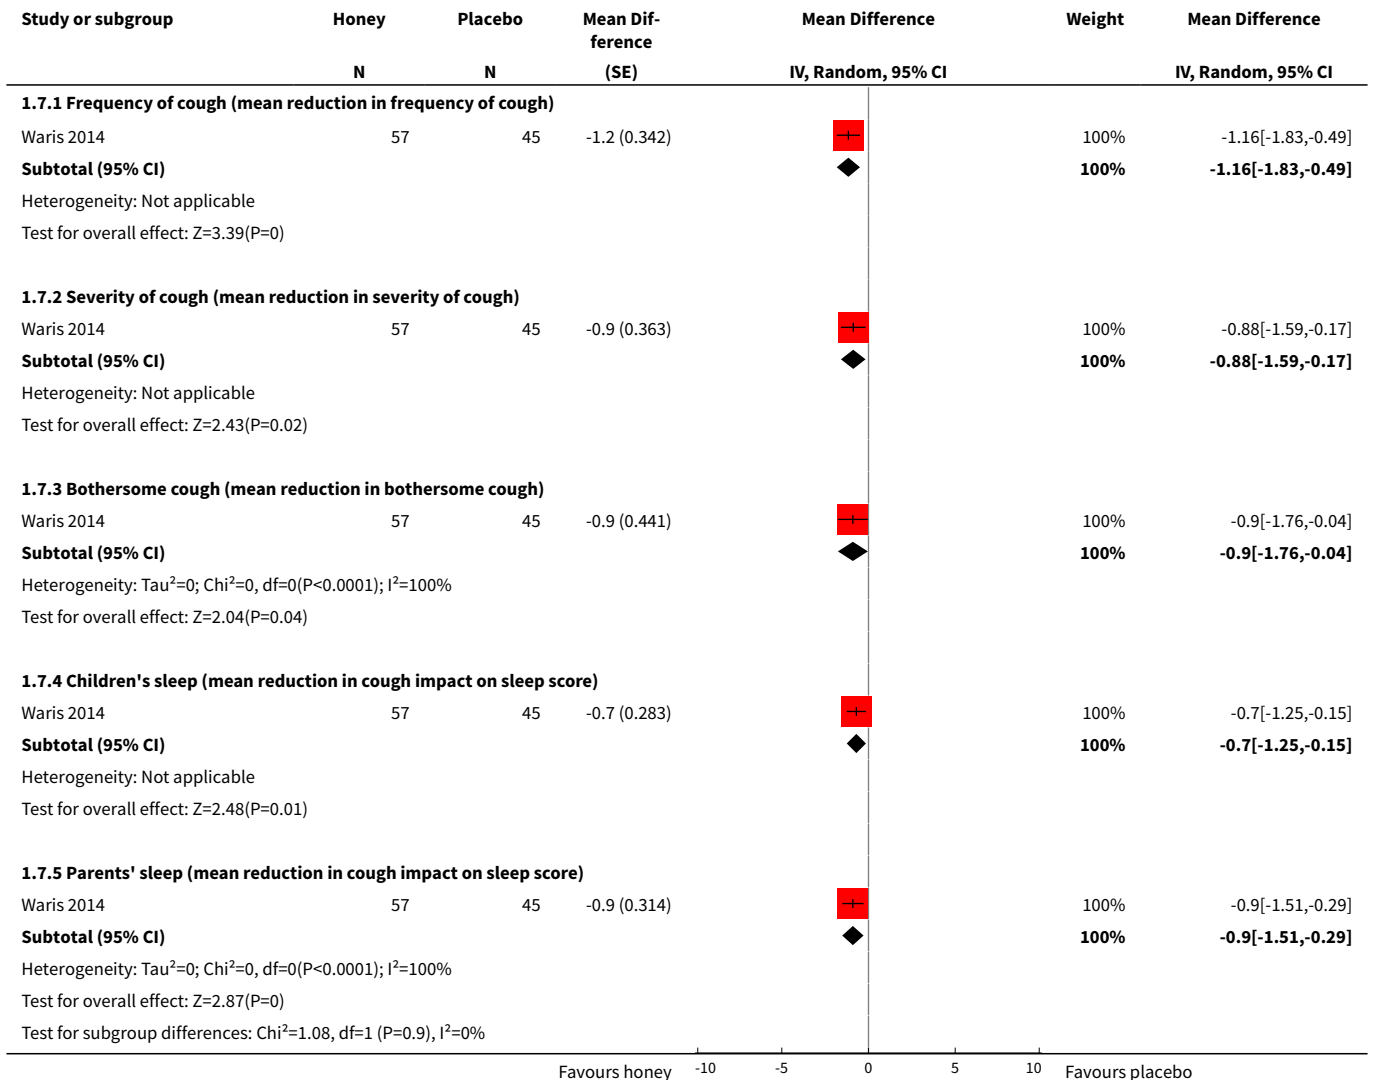 Study or subgroup Honey Placebo Mean Dif- Mean Difference Weight Mean Difference
ference
N N (SE) IV, Random, 95% CI IV, Random, 95% CI
1.7.1 Frequency of cough (mean reduction in frequency of cough)
Waris 2014 57 45 -1.2 (0.342) 100% -1.16[-1.83,-0.49]
Subtotal (95% CI) 100% -1.16[-1.83,-0.49]
Heterogeneity: Not applicable
Test for overall effect: Z=3.39(P=0)
1.7.2 Severity of cough (mean reduction in severity of cough)
Waris 2014 57 45 -0.9 (0.363) 100% -0.88[-1.59,-0.17]
Subtotal (95% CI) 100% -0.88[-1.59,-0.17]
Heterogeneity: Not applicable
Test for overall effect: Z=2.43(P=0.02)
1.7.3 Bothersome cough (mean reduction in bothersome cough)
Waris 2014 57 45 -0.9 (0.441) 100% -0.9[-1.76,-0.04]
Subtotal (95% CI) 100% -0.9[-1.76,-0.04]
Heterogeneity: Tau²=0; Chi²=0, df=0(P<0.0001); I²=100%
Test for overall effect: Z=2.04(P=0.04)
1.7.4 Children's sleep (mean reduction in cough impact on sleep score)
Waris 2014 57 45 -0.7 (0.283) 100% -0.7[-1.25,-0.15]
Subtotal (95% CI) 100% -0.7[-1.25,-0.15]
Heterogeneity: Not applicable
Test for overall effect: Z=2.48(P=0.01)
1.7.5 Parents' sleep (mean reduction in cough impact on sleep score)
Waris 2014 57 45 -0.9 (0.314) 100% -0.9[-1.51,-0.29]
Subtotal (95% CI) 100% -0.9[-1.51,-0.29]
Heterogeneity: Tau²=0; Chi²=0, df=0(P<0.0001); I²=100%
Test for overall effect: Z=2.87(P=0)
Test for subgroup differences: Chi²=1.08, df=1 (P=0.9), I²=0%
Favours honey -10 -5 0 5 10 Favours placebo